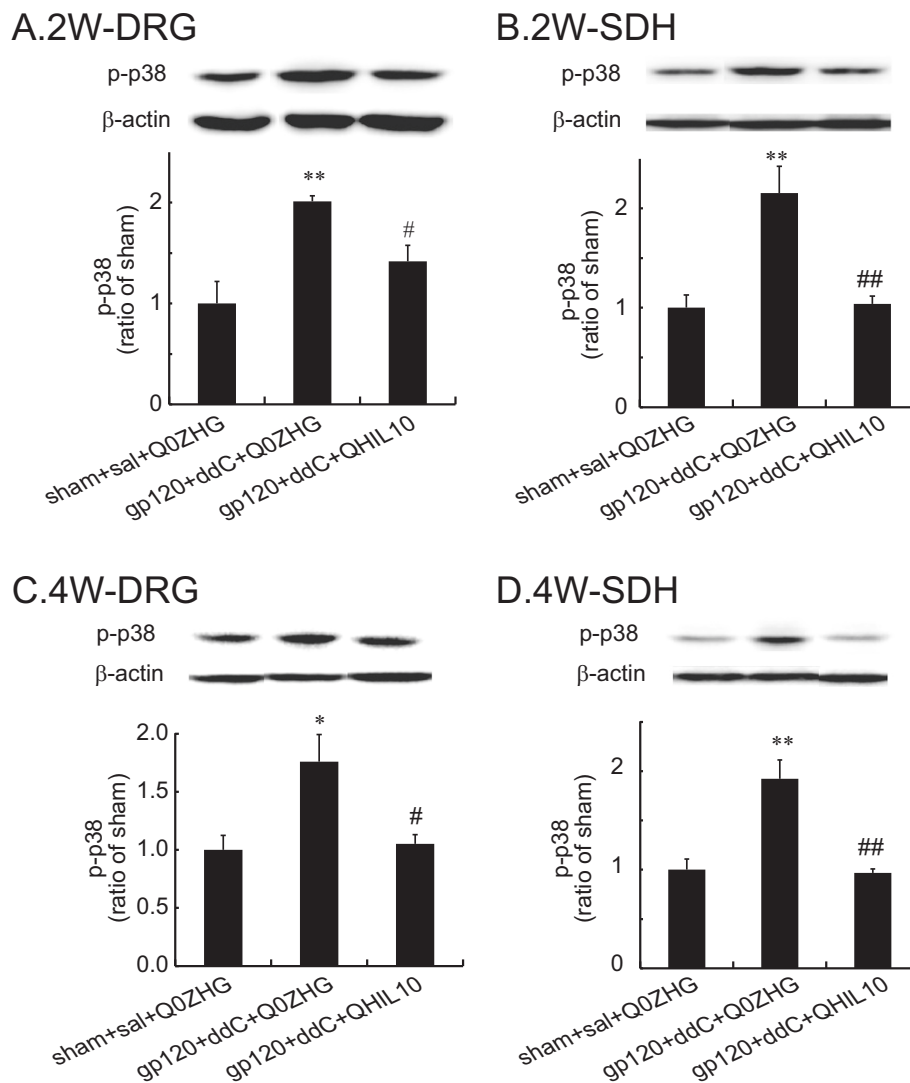 A.2W-DRG
p-p38
β-actin
**
#
2
1
0
p-p38
(ratio of sham)
sham+sal+Q0ZHG
gp120+ddC+Q0ZHG
gp120+ddC+QHIL10
B.2W-SDH
p-p38
β-actin
**
##
2
1
0
p-p38
(ratio of sham)
sham+sal+Q0ZHG
gp120+ddC+Q0ZHG
gp120+ddC+QHIL10
C.4W-DRG
p-p38
β-actin
*
#
2.0
1.5
1.0
0.5
0.0
p-p38
(ratio of sham)
sham+sal+Q0ZHG
gp120+ddC+Q0ZHG
gp120+ddC+QHIL10
D.4W-SDH
p-p38
β-actin
**
##
2
1
0
p-p38
(ratio of sham)
sham+sal+Q0ZHG
gp120+ddC+Q0ZHG
gp120+ddC+QHIL10